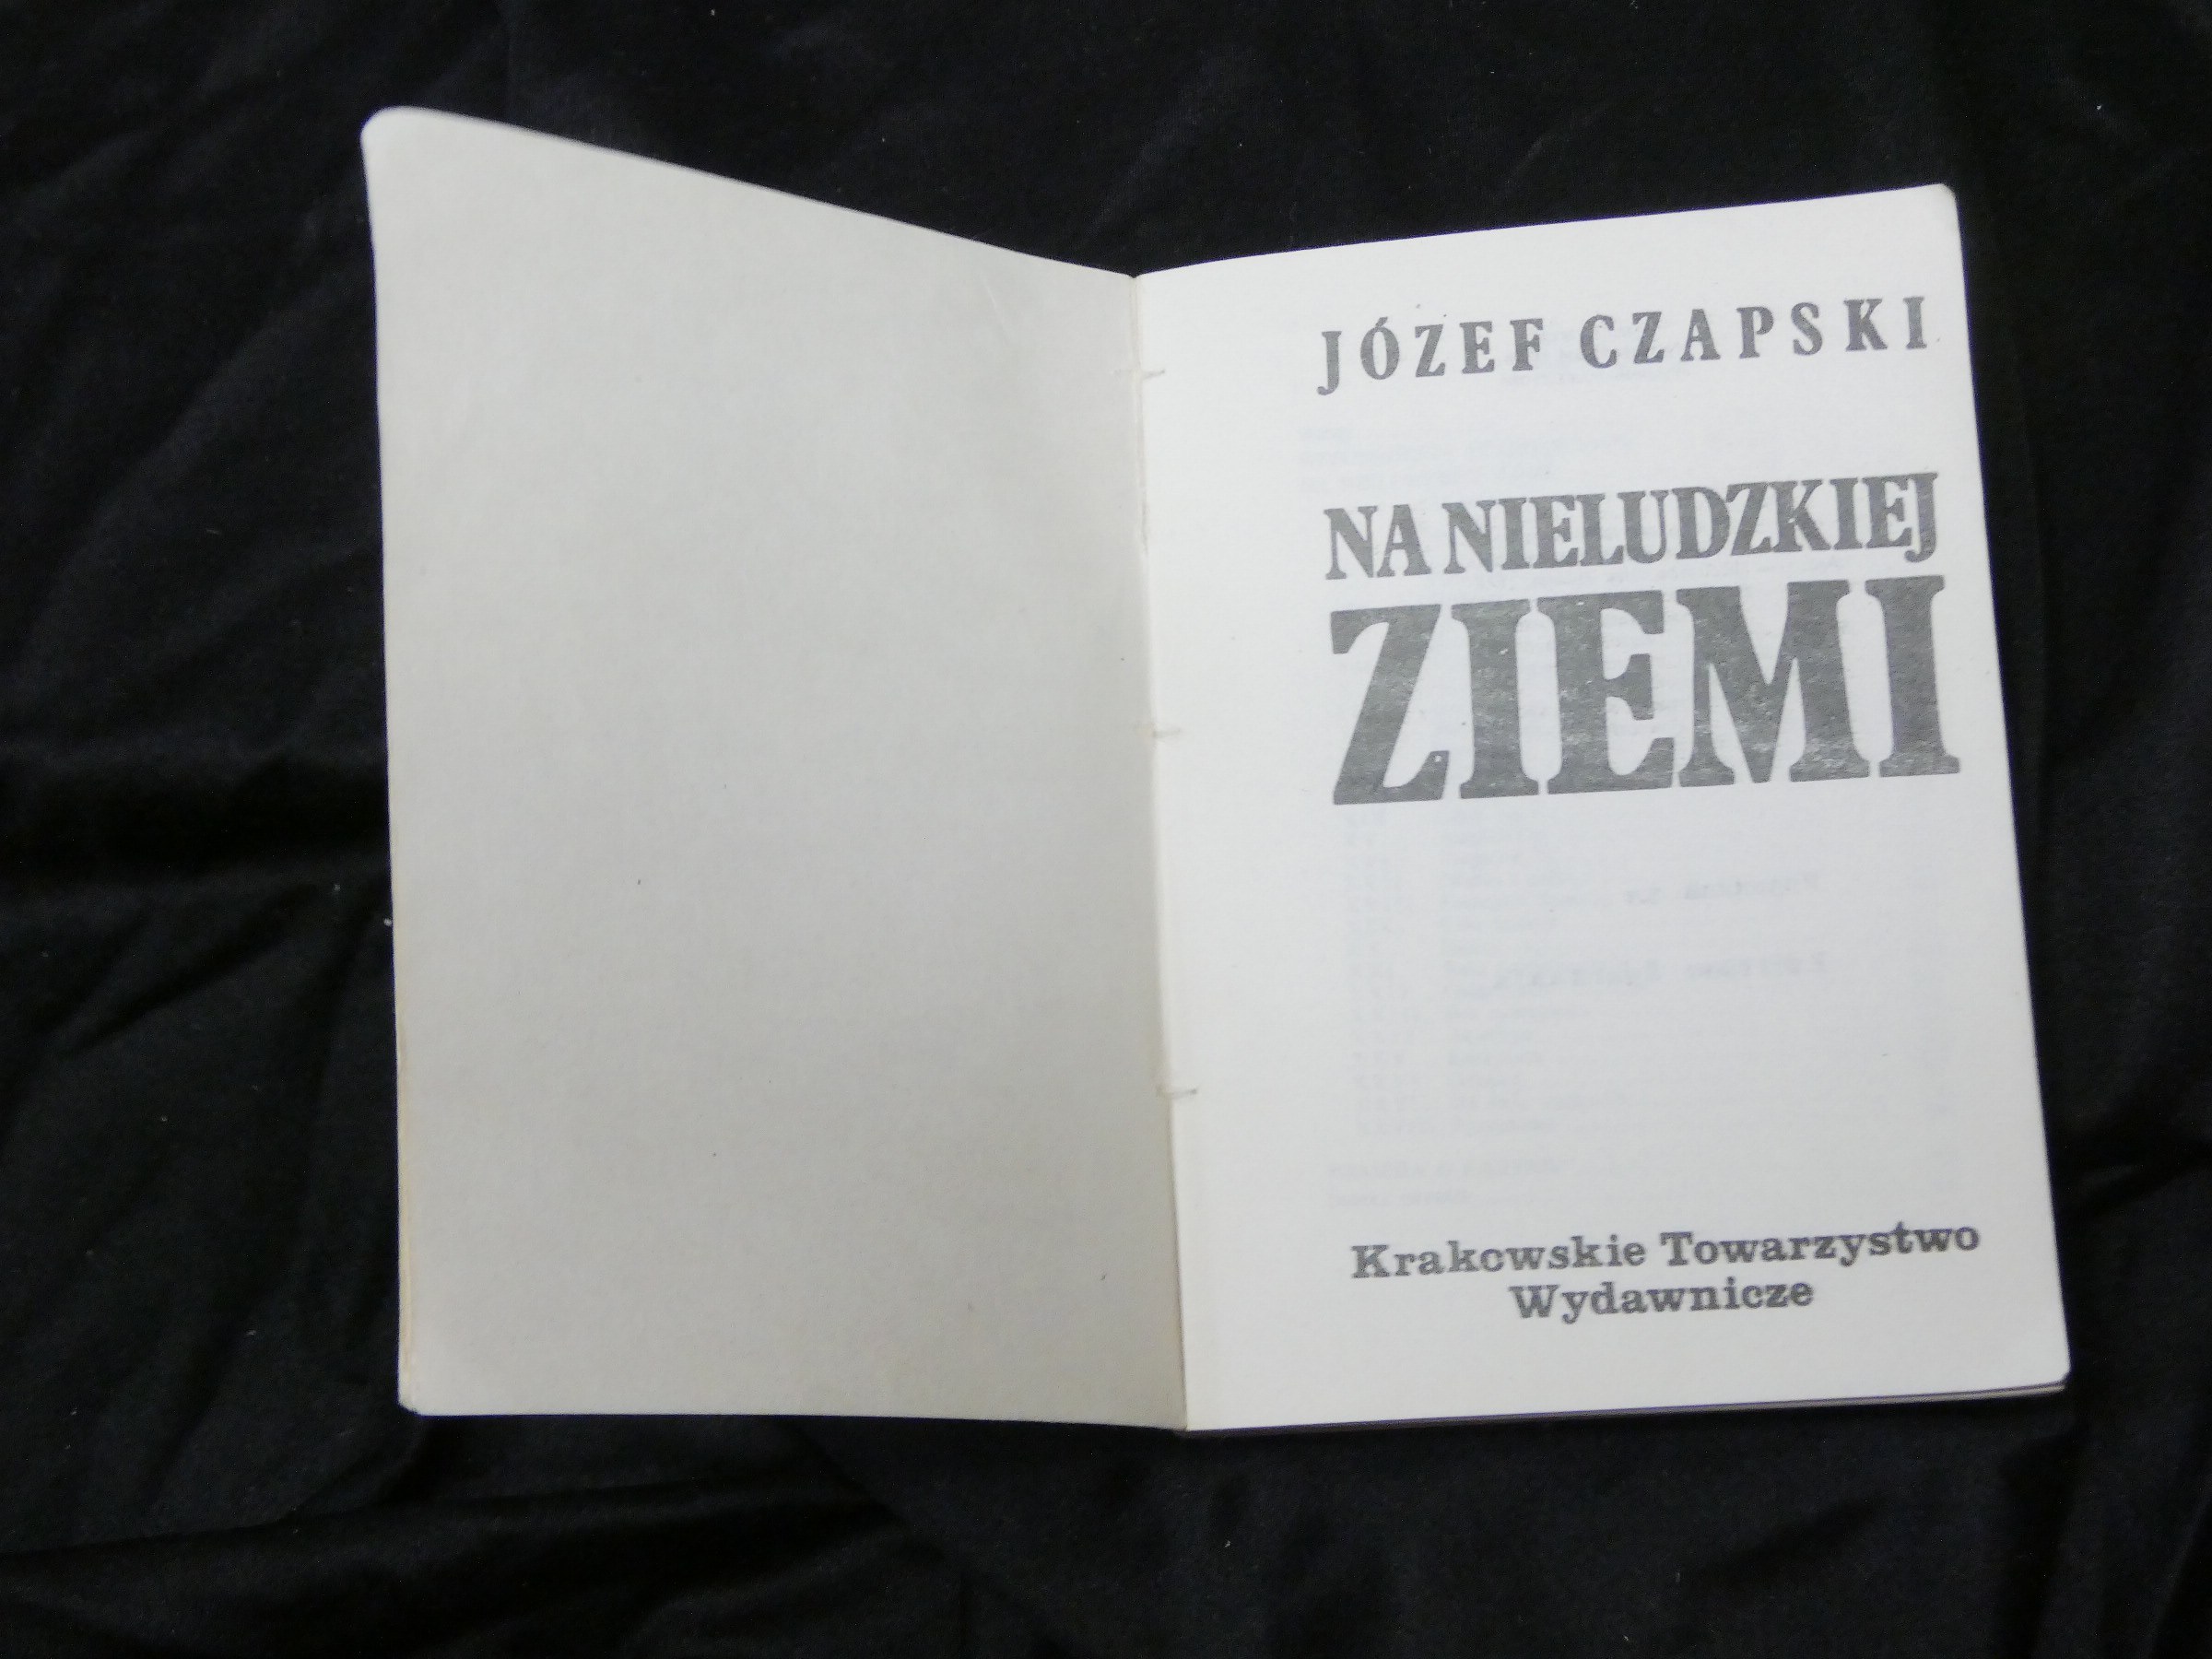 JÓZEF CZAPSKI
NA NIELUDZKIEJ
ZIEMI
Krakowskie Towarzystwo
Wydawnicze